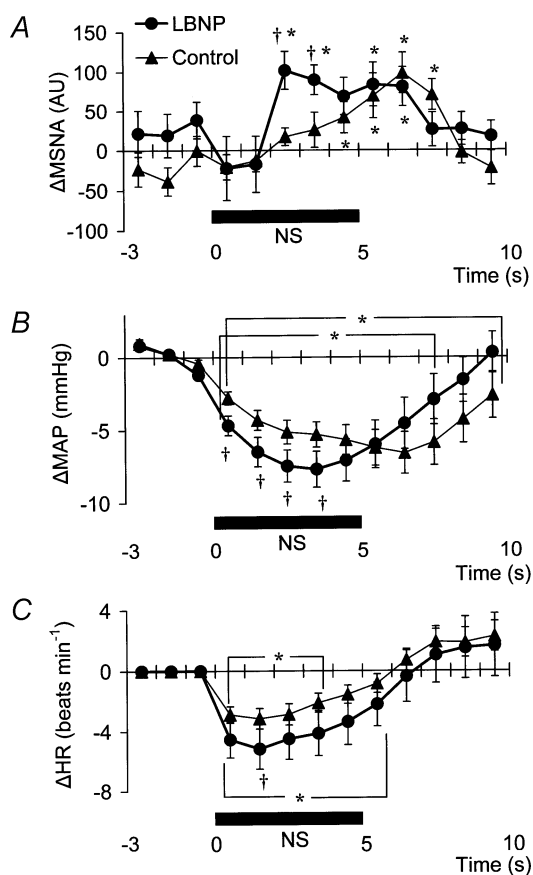 A
LBNP
Control
† * † * * * *
150
100
50
0
-50
-100
ΔMSNA (AU)
* * *
NS
-3 0 5 10
Time (s)
B
*
*
0
-5
-10
ΔMAP (mmHg)
† † † †
NS
-3 0 5 10
Time (s)
C
4
0
-4
-8
ΔHR (beats min⁻¹)
*
†
*
NS
-3 0 5 10
Time (s)